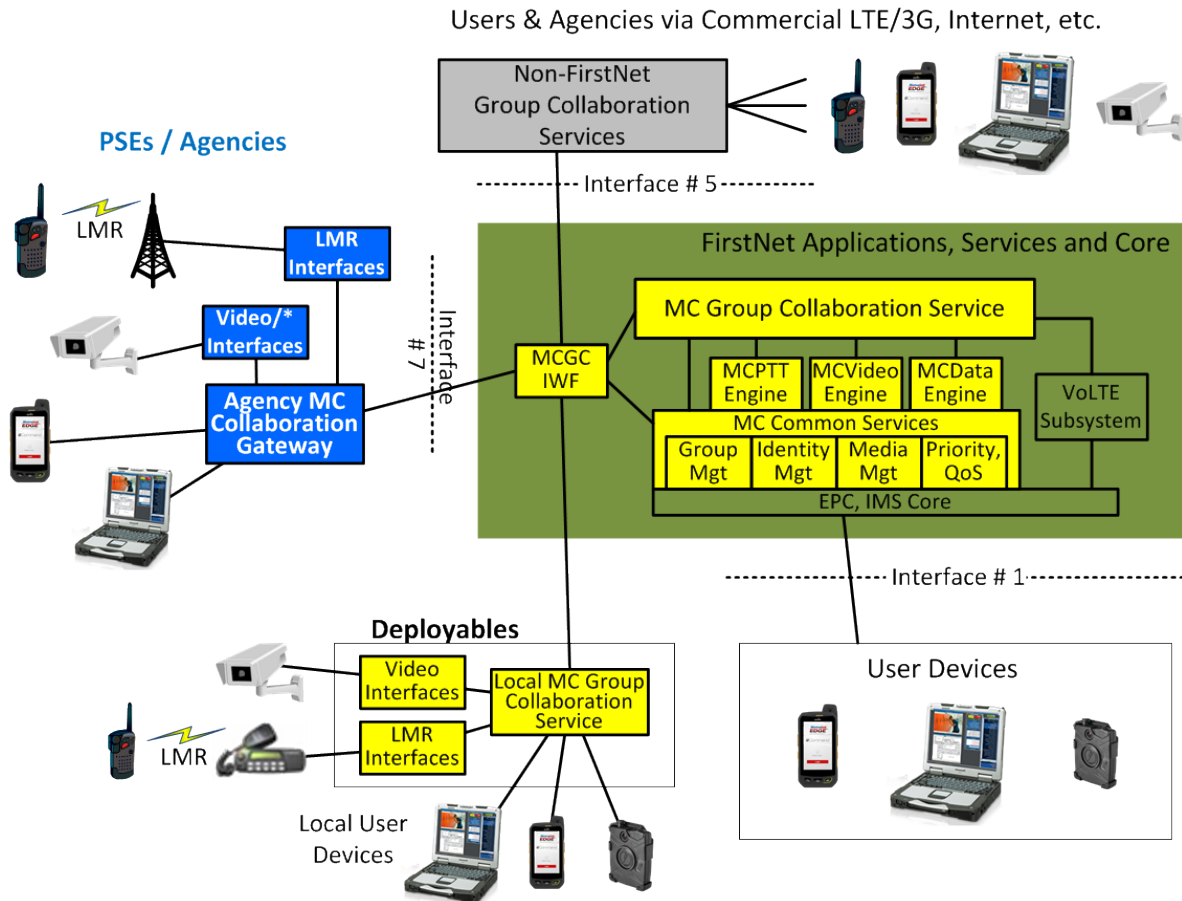 Users & Agencies via Commercial LTE/3G, Internet, etc.
Non-FirstNet
Group Collaboration
Services
PSEs / Agencies
Interface # 5
LMR
LMR
Interfaces
FirstNet Applications, Services and Core
Interface
# 7
Video/*
Interfaces
MC Group Collaboration Service
MCGC
IWF
MCPTT
Engine
MCVideo
Engine
MCData
Engine
VoLTE
Subsystem
Agency MC
Collaboration
Gateway
MC Common Services
Group
Mgt
Identity
Mgt
Media
Mgt
Priority,
QoS
EPC, IMS Core
Interface # 1
Deployables
Video
Interfaces
Local MC Group
Collaboration
Service
User Devices
LMR
LMR
Interfaces
Local User
Devices